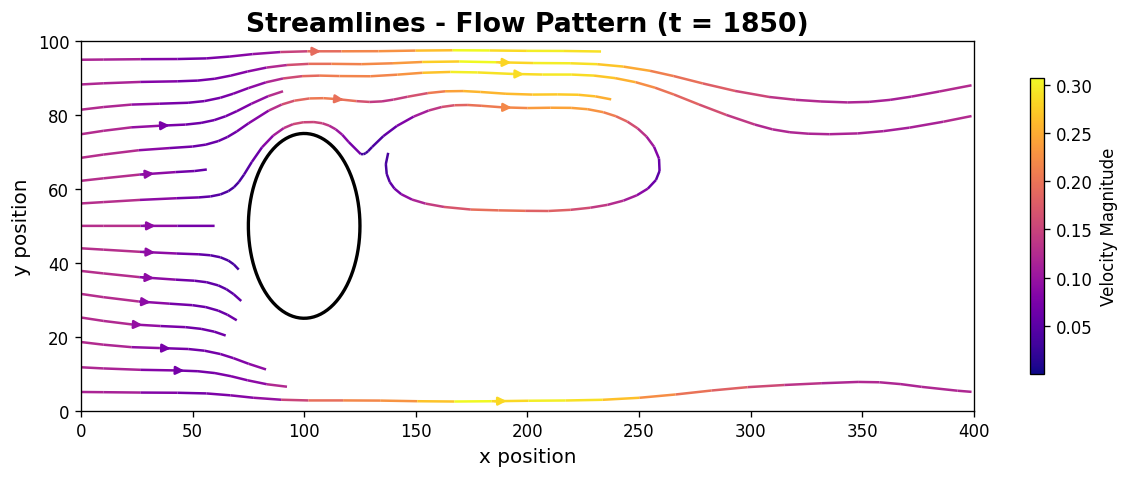 Streamlines - Flow Pattern (t = 1850)
100
80
60
40
20
0
y position
0 50 100 150 200 250 300 350 400
x position
0.30
0.25
0.20
0.15
0.10
0.05
Velocity Magnitude